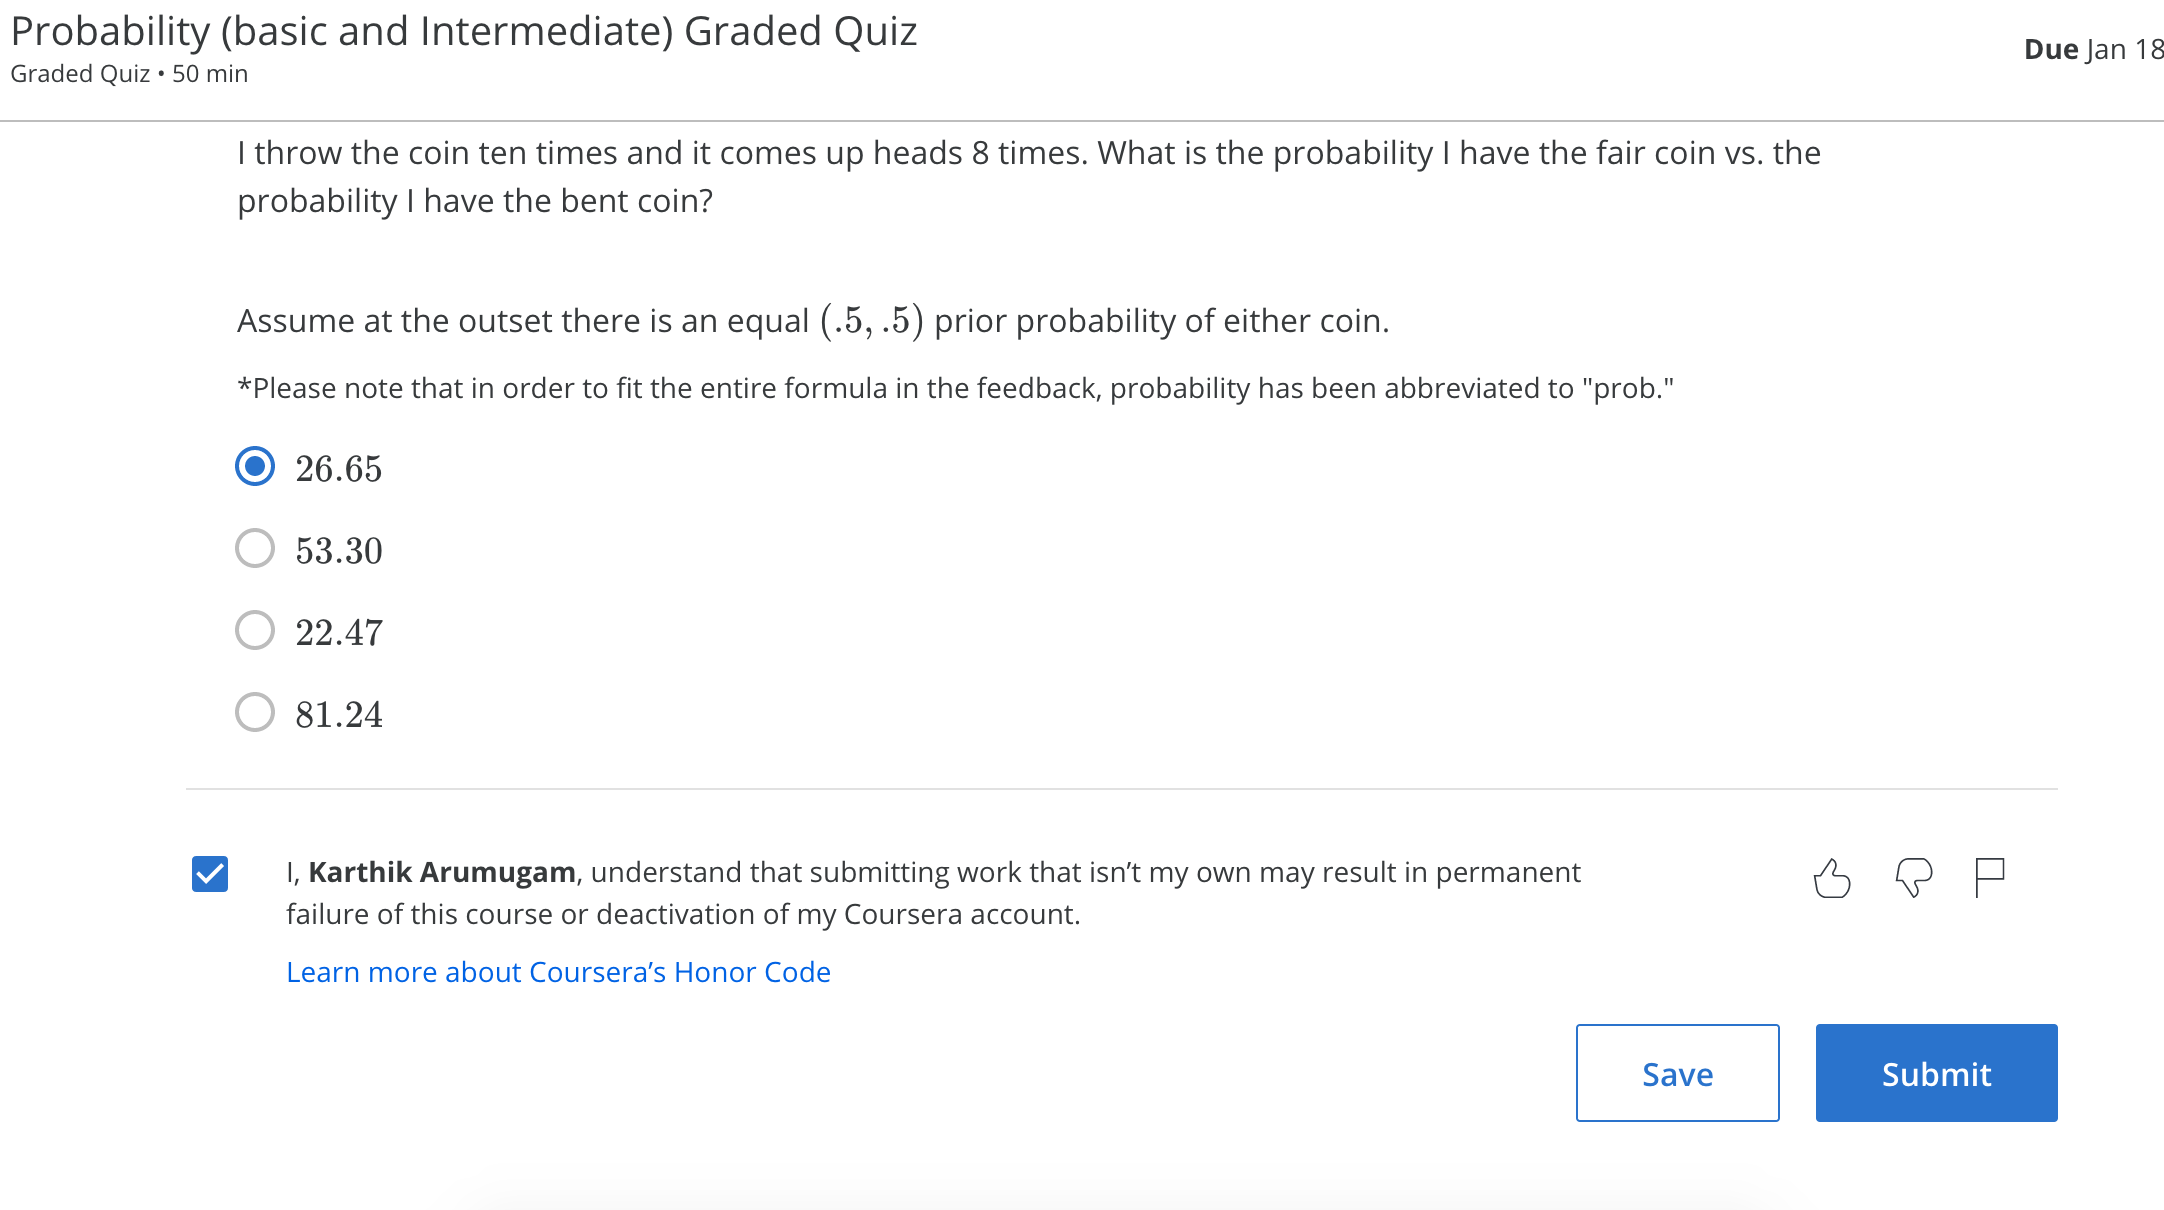 Probability (basic and Intermediate) Graded Quiz
Graded Quiz • 50 min
Due Jan 18
I throw the coin ten times and it comes up heads 8 times. What is the probability I have the fair coin vs. the
probability I have the bent coin?
Assume at the outset there is an equal (.5, .5) prior probability of either coin.
*Please note that in order to fit the entire formula in the feedback, probability has been abbreviated to "prob."
26.65
53.30
22.47
81.24
I, Karthik Arumugam, understand that submitting work that isn’t my own may result in permanent
failure of this course or deactivation of my Coursera account.
Learn more about Coursera’s Honor Code
Save
Submit